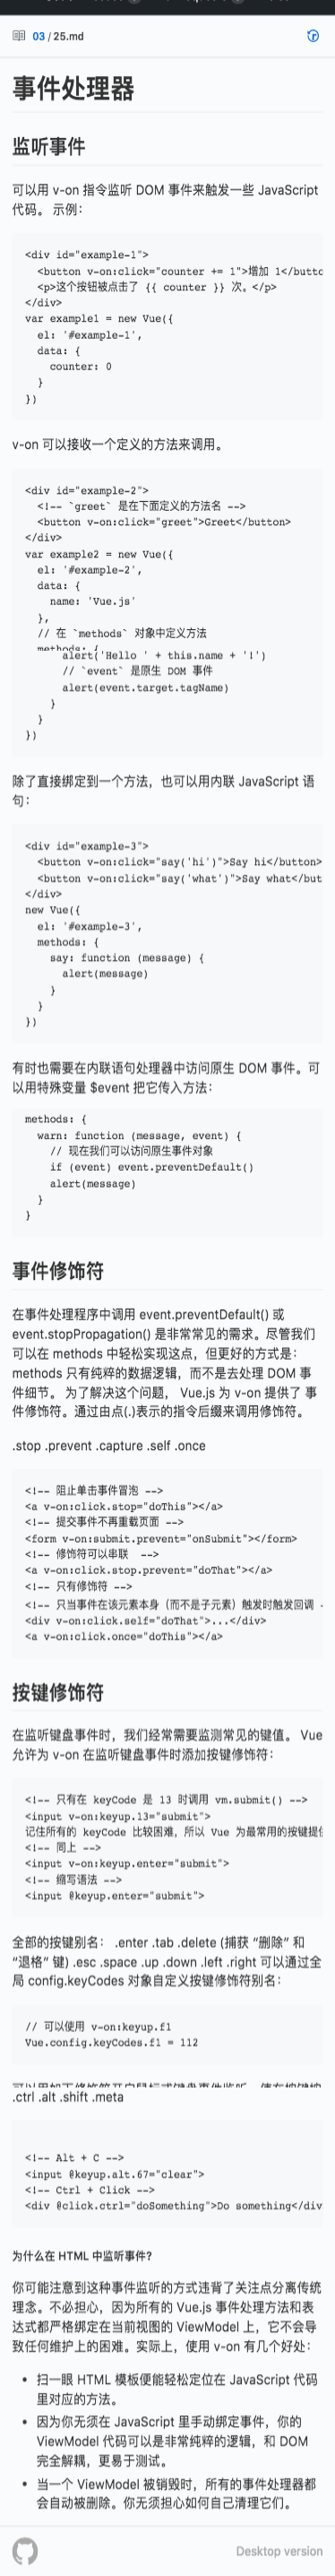 03 / 25.md
事件处理器
监听事件
可以用 v-on 指令监听 DOM 事件来触发一些 JavaScript
代码。 示例：
<div id="example-1">
<button v-on:click="counter += 1">增加 1</butto
<p>这个按钮被点击了 {{ counter }} 次。</p>
</div>
var example1 = new Vue({
el: '#example-1',
data: {
counter: 0
}
})
v-on 可以接收一个定义的方法来调用。
<div id="example-2">
<!-- `greet` 是在下面定义的方法名 -->
<button v-on:click="greet">Greet</button>
</div>
var example2 = new Vue({
el: '#example-2',
data: {
name: 'Vue.js'
},
// 在 `methods` 对象中定义方法
methods: {
alert('Hello ' + this.name + '!')
// `event` 是原生 DOM 事件
alert(event.target.tagName)
}
}
})
除了直接绑定到一个方法，也可以用内联 JavaScript 语
句：
<div id="example-3">
<button v-on:click="say('hi')">Say hi</button>
<button v-on:click="say('what')">Say what</but
</div>
new Vue({
el: '#example-3',
methods: {
say: function (message) {
alert(message)
}
}
})
有时也需要在内联语句处理器中访问原生 DOM 事件。可
以用特殊变量 $event 把它传入方法：
methods: {
warn: function (message, event) {
// 现在我们可以访问原生事件对象
if (event) event.preventDefault()
alert(message)
}
}
事件修饰符
在事件处理程序中调用 event.preventDefault() 或
event.stopPropagation() 是非常常见的需求。尽管我们
可以在 methods 中轻松实现这点，但更好的方式是：
methods 只有纯粹的数据逻辑，而不是去处理 DOM 事
件细节。 为了解决这个问题， Vue.js 为 v-on 提供了 事
件修饰符。通过由点(.)表示的指令后缀来调用修饰符。
.stop .prevent .capture .self .once
<!-- 阻止单击事件冒泡 -->
<a v-on:click.stop="doThis"></a>
<!-- 提交事件不再重载页面 -->
<form v-on:submit.prevent="onSubmit"></form>
<!-- 修饰符可以串联  -->
<a v-on:click.stop.prevent="doThat"></a>
<!-- 只有修饰符 -->
<!-- 只当事件在该元素本身（而不是子元素）触发时触发回调 -
<div v-on:click.self="doThat">...</div>
<a v-on:click.once="doThis"></a>
按键修饰符
在监听键盘事件时，我们经常需要监测常见的键值。 Vue
允许为 v-on 在监听键盘事件时添加按键修饰符：
<!-- 只有在 keyCode 是 13 时调用 vm.submit() -->
<input v-on:keyup.13="submit">
记住所有的 keyCode 比较困难，所以 Vue 为最常用的按键提供
<!-- 同上 -->
<input v-on:keyup.enter="submit">
<!-- 缩写语法 -->
<input @keyup.enter="submit">
全部的按键别名： .enter .tab .delete (捕获 “删除” 和
“退格” 键) .esc .space .up .down .left .right 可以通过全
局 config.keyCodes 对象自定义按键修饰符别名：
// 可以使用 v-on:keyup.f1
Vue.config.keyCodes.f1 = 112
.ctrl .alt .shift .meta
<!-- Alt + C -->
<input @keyup.alt.67="clear">
<!-- Ctrl + Click -->
<div @click.ctrl="doSomething">Do something</div
为什么在 HTML 中监听事件?
你可能注意到这种事件监听的方式违背了关注点分离传统
理念。不必担心，因为所有的 Vue.js 事件处理方法和表
达式都严格绑定在当前视图的 ViewModel 上，它不会导
致任何维护上的困难。实际上，使用 v-on 有几个好处：
• 扫一眼 HTML 模板便能轻松定位在 JavaScript 代码
里对应的方法。
• 因为你无须在 JavaScript 里手动绑定事件，你的
ViewModel 代码可以是非常纯粹的逻辑，和 DOM
完全解耦，更易于测试。
• 当一个 ViewModel 被销毁时，所有的事件处理器都
会自动被删除。你无须担心如何自己清理它们。
Desktop version